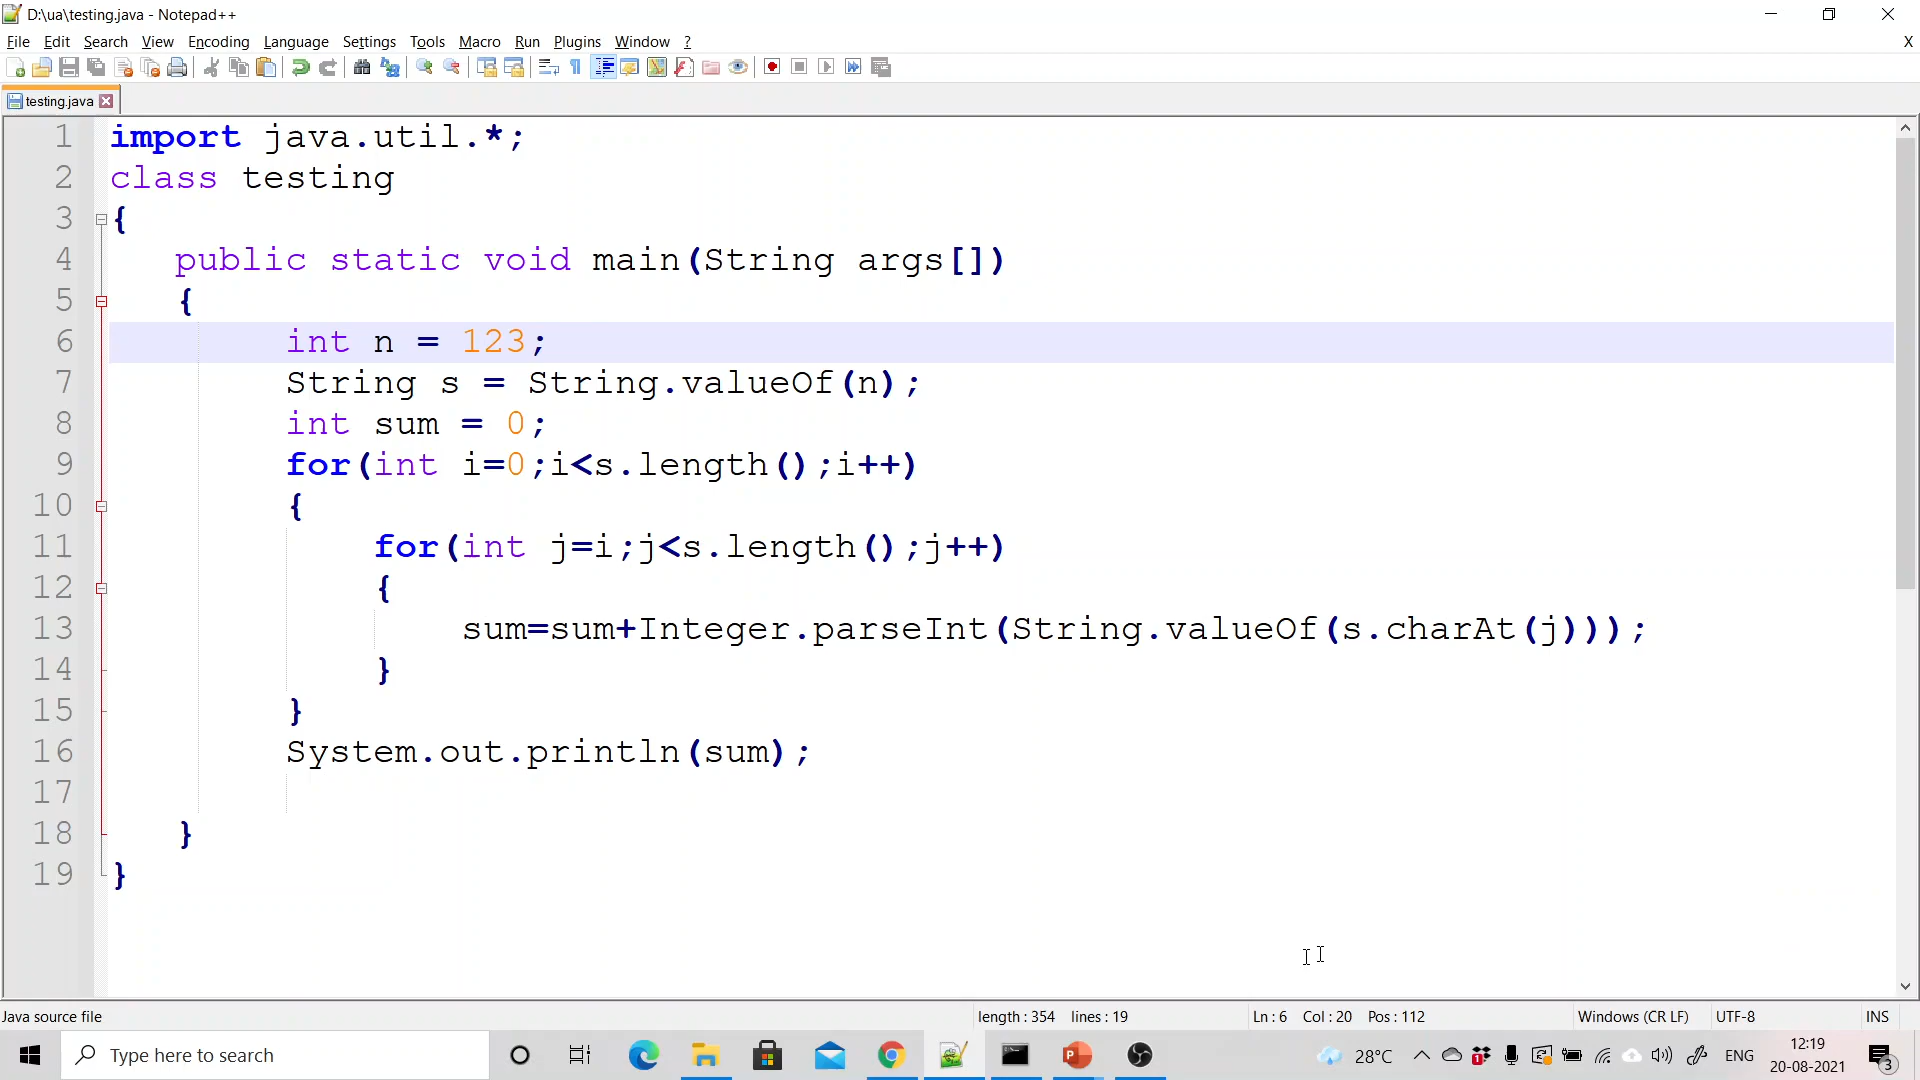 D:\ua\testing.java - Notepad++
File Edit Search View Encoding Language Settings Tools Macro Run Plugins Window ? X
testing.java
1 import java.util.*;
2 class testing
3 {
4 public static void main(String args[])
5 {
6 int n = 123;
7 String s = String.valueOf(n);
8 int sum = 0;
9 for(int i=0;i<s.length();i++)
10 {
11 for(int j=i;j<s.length();j++)
12 {
13 sum=sum+Integer.parseInt(String.valueOf(s.charAt(j)));
14 }
15 }
16 System.out.println(sum);
17
18 }
19 }
Java source file length : 354 lines : 19 Ln : 6 Col : 20 Pos : 112 Windows (CR LF) UTF-8 INS
Type here to search 28°C ENG 12:19
20-08-2021 3